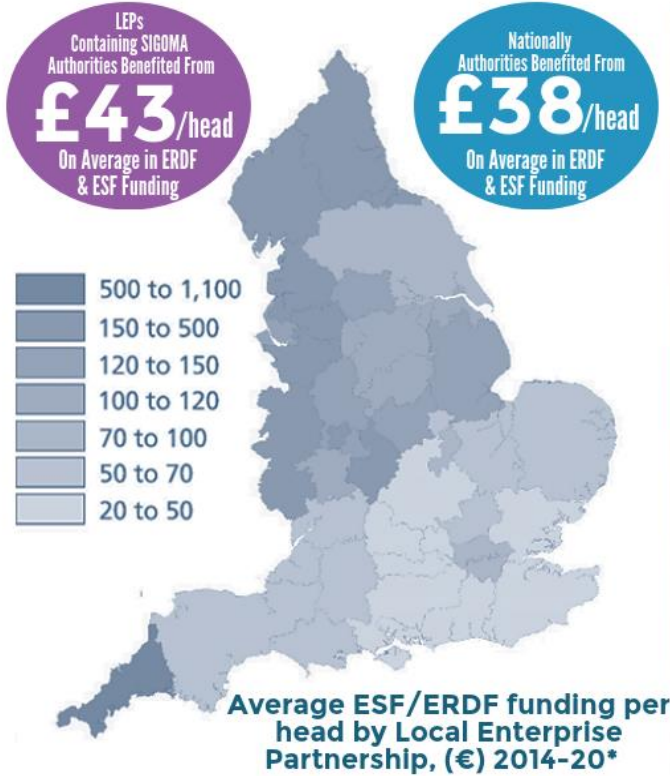 LEPs
Containing SIGOMA
Authorities Benefited From
£43/head
On Average in ERDF
& ESF Funding
Nationally
Authorities Benefited From
£38/head
On Average in ERDF
& ESF Funding
500 to 1,100
150 to 500
120 to 150
100 to 120
70 to 100
50 to 70
20 to 50
Average ESF/ERDF funding per
head by Local Enterprise
Partnership, (€) 2014-20*